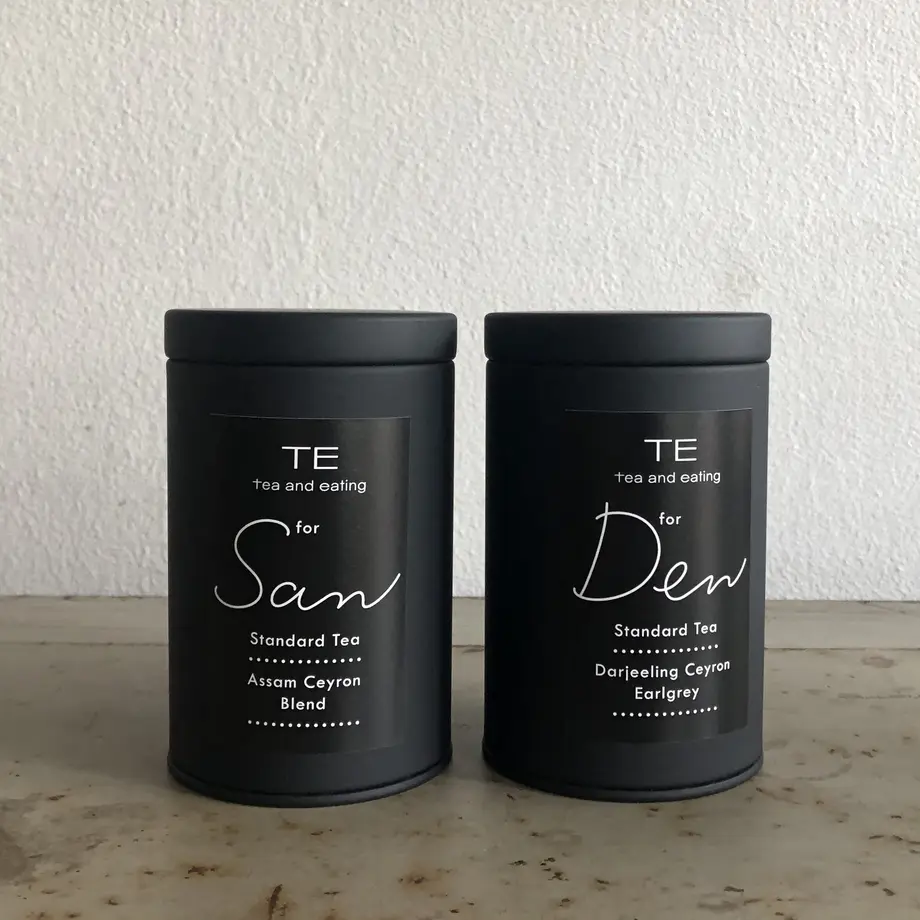 TE
tea and eating
for
San
Standard Tea
Assam Ceyron
Blend
TE
tea and eating
for
Den
Standard Tea
Darjeeling Ceyron
Earlgrey